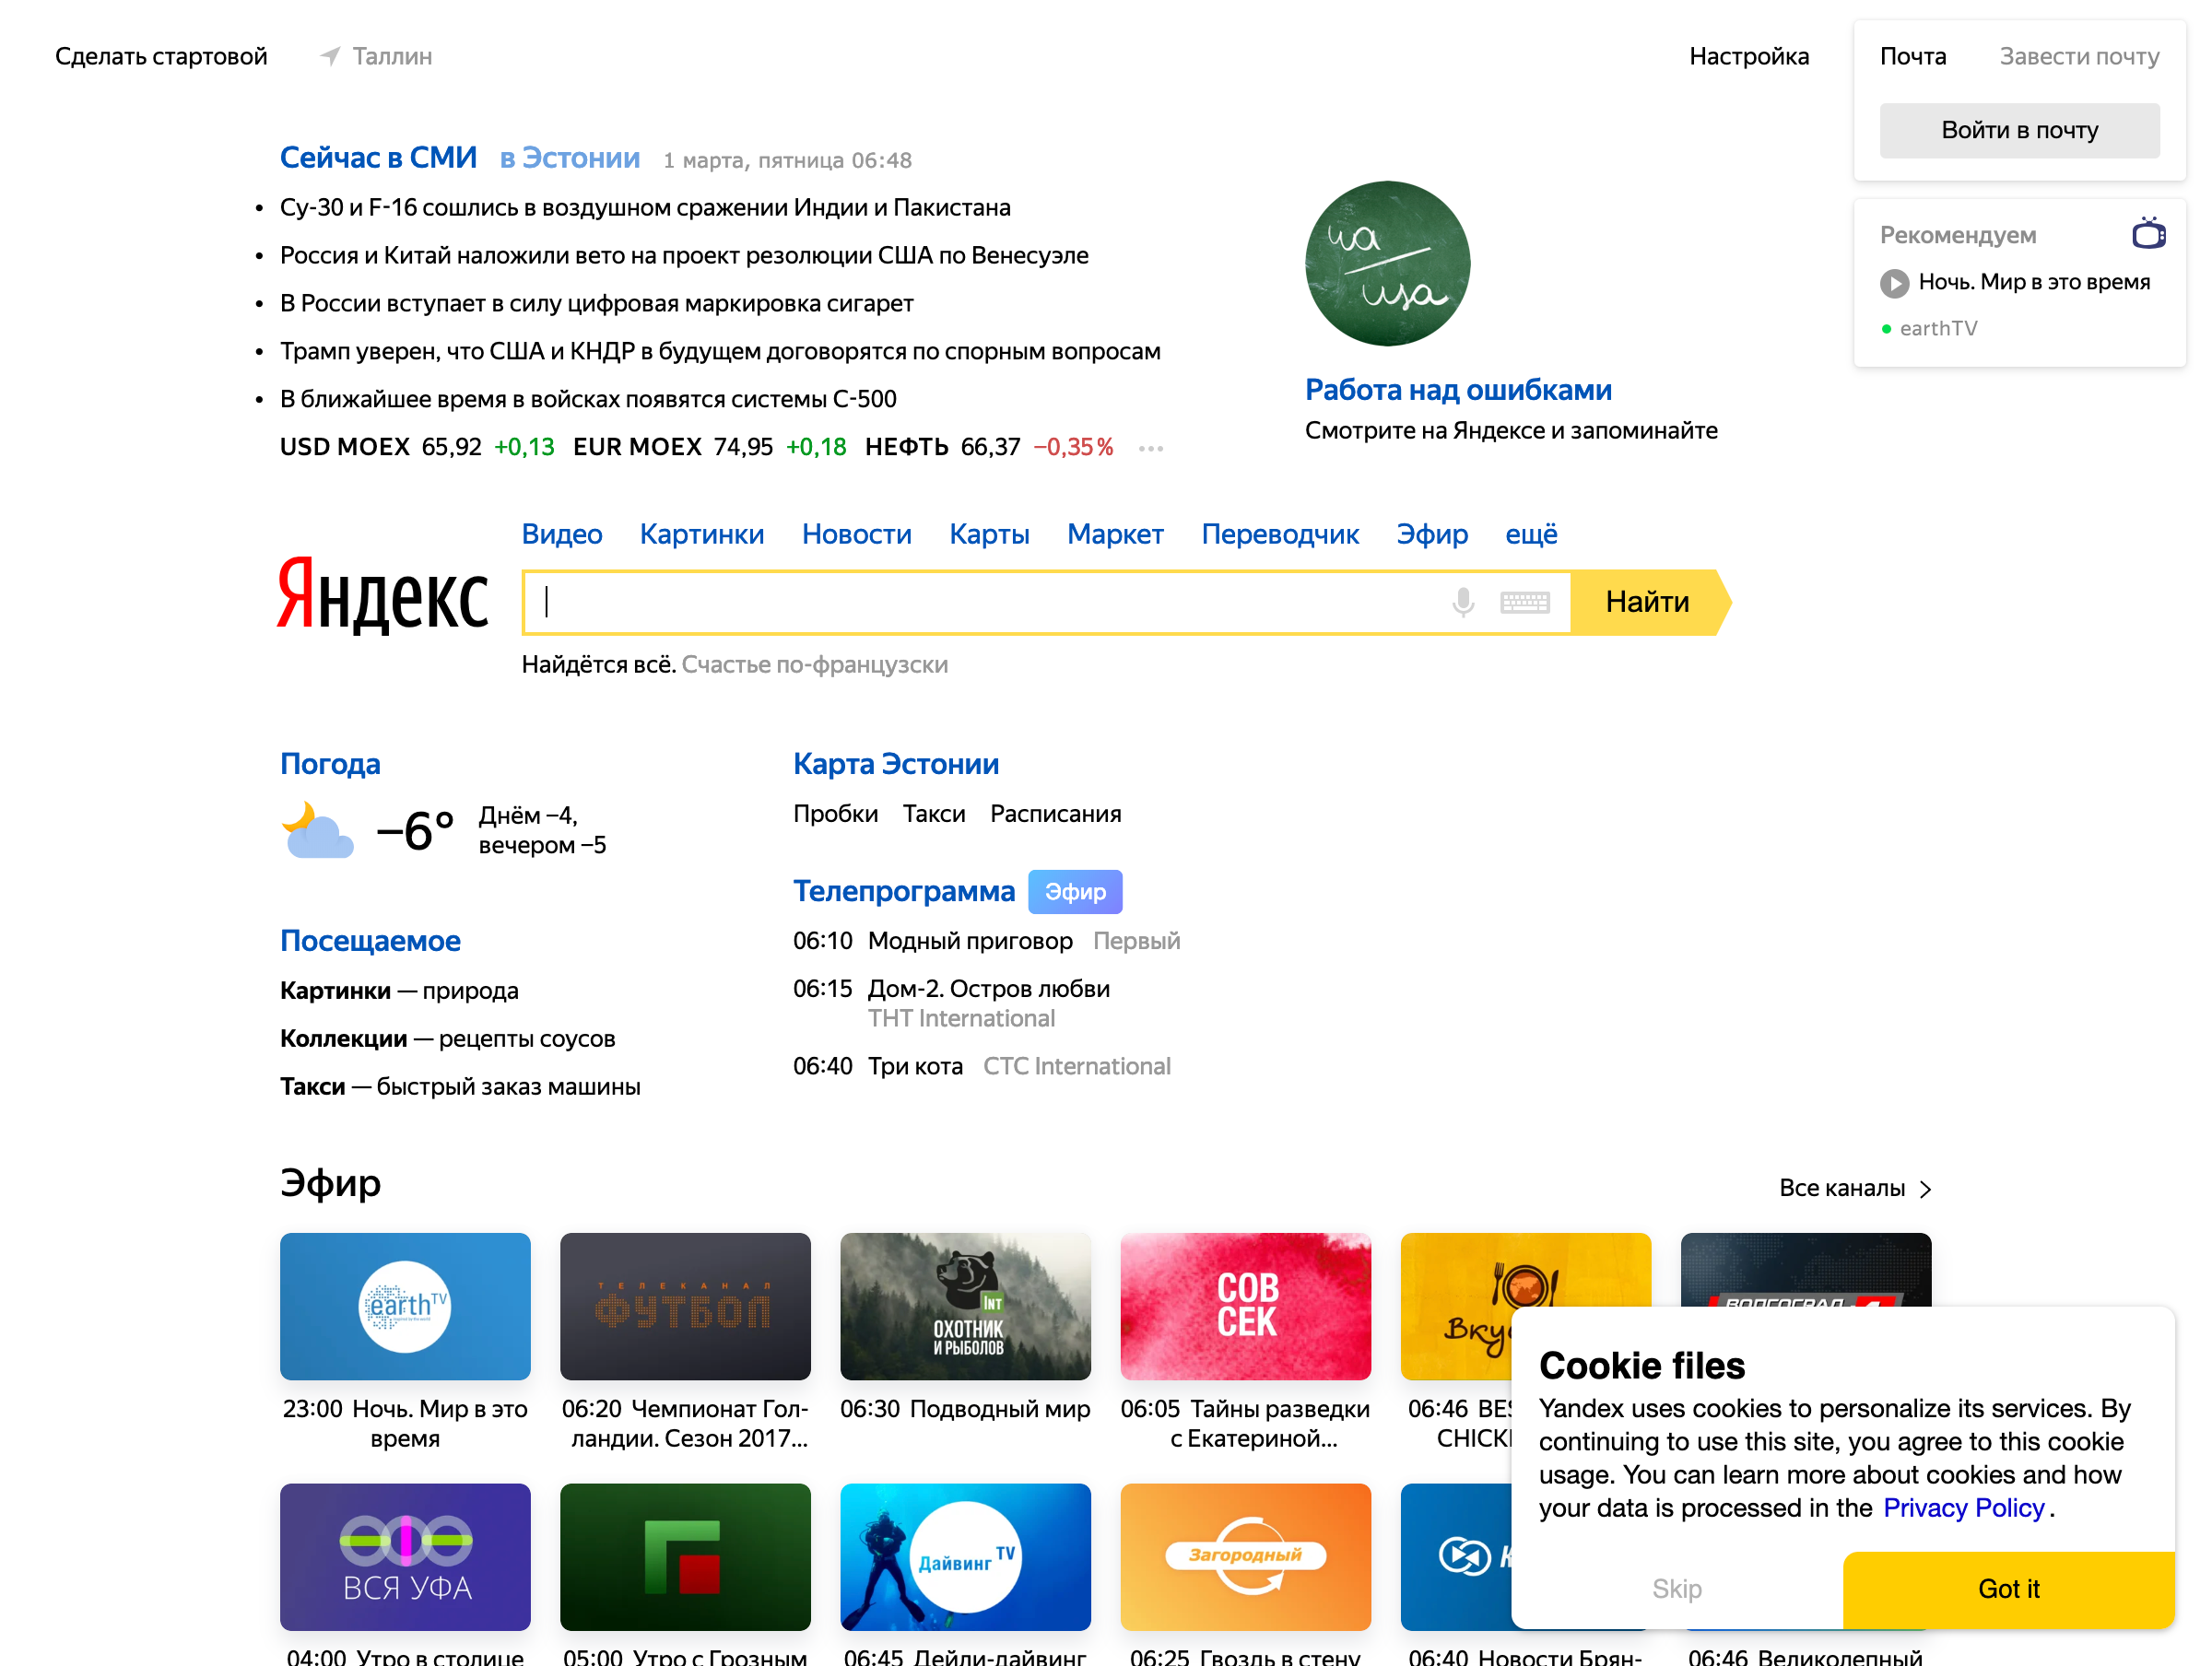 Сделать стартовой
Таллин
Настройка
Почта
Завести почту
Войти в почту
Рекомендуем
Ночь. Мир в это время
earthTV
Сейчас в СМИ в Эстонии 1 марта, пятница 06:48
Су-30 и F-16 сошлись в воздушном сражении Индии и Пакистана
Россия и Китай наложили вето на проект резолюции США по Венесуэле
В России вступает в силу цифровая маркировка сигарет
Трамп уверен, что США и КНДР в будущем договорятся по спорным вопросам
В ближайшее время в войсках появятся системы С-500
USD MOEX 65,92 +0,13 EUR MOEX 74,95 +0,18 НЕФТЬ 66,37 −0,35%
ча
ща
Работа над ошибками
Смотрите на Яндексе и запоминайте
Видео Картинки Новости Карты Маркет Переводчик Эфир ещё
Яндекс
Найти
Найдётся всё. Счастье по-французски
Погода
−6°
Днём −4,
вечером −5
Посещаемое
Картинки — природа
Коллекции — рецепты соусов
Такси — быстрый заказ машины
Карта Эстонии
Пробки Такси Расписания
Телепрограмма Эфир
06:10 Модный приговор Первый
06:15 Дом-2. Остров любви
ТНТ International
06:40 Три кота СТС International
Эфир
Все каналы
earthTV
ТЕЛЕКАНАЛ
ФУТБОЛ
INT
ОХОТНИК
И РЫБОЛОВ
СОВ
СЕК
Вку
ВОЛГОГРАД
23:00 Ночь. Мир в это
время
06:20 Чемпионат Гол-
ландии. Сезон 2017...
06:30 Подводный мир
06:05 Тайны разведки
с Екатериной...
06:46
ВСЯ УФА
Дайвинг TV
Загородный
04:00 Утро в столице
05:00 Утро с Грозным
06:45 Дейли-дайвинг
06:25 Гвоздь в стену
06:40 Новости Брян-
06:46 Великолепный
Cookie files
Yandex uses cookies to personalize its services. By
continuing to use this site, you agree to this cookie
usage. You can learn more about cookies and how
your data is processed in the Privacy Policy.
Skip
Got it